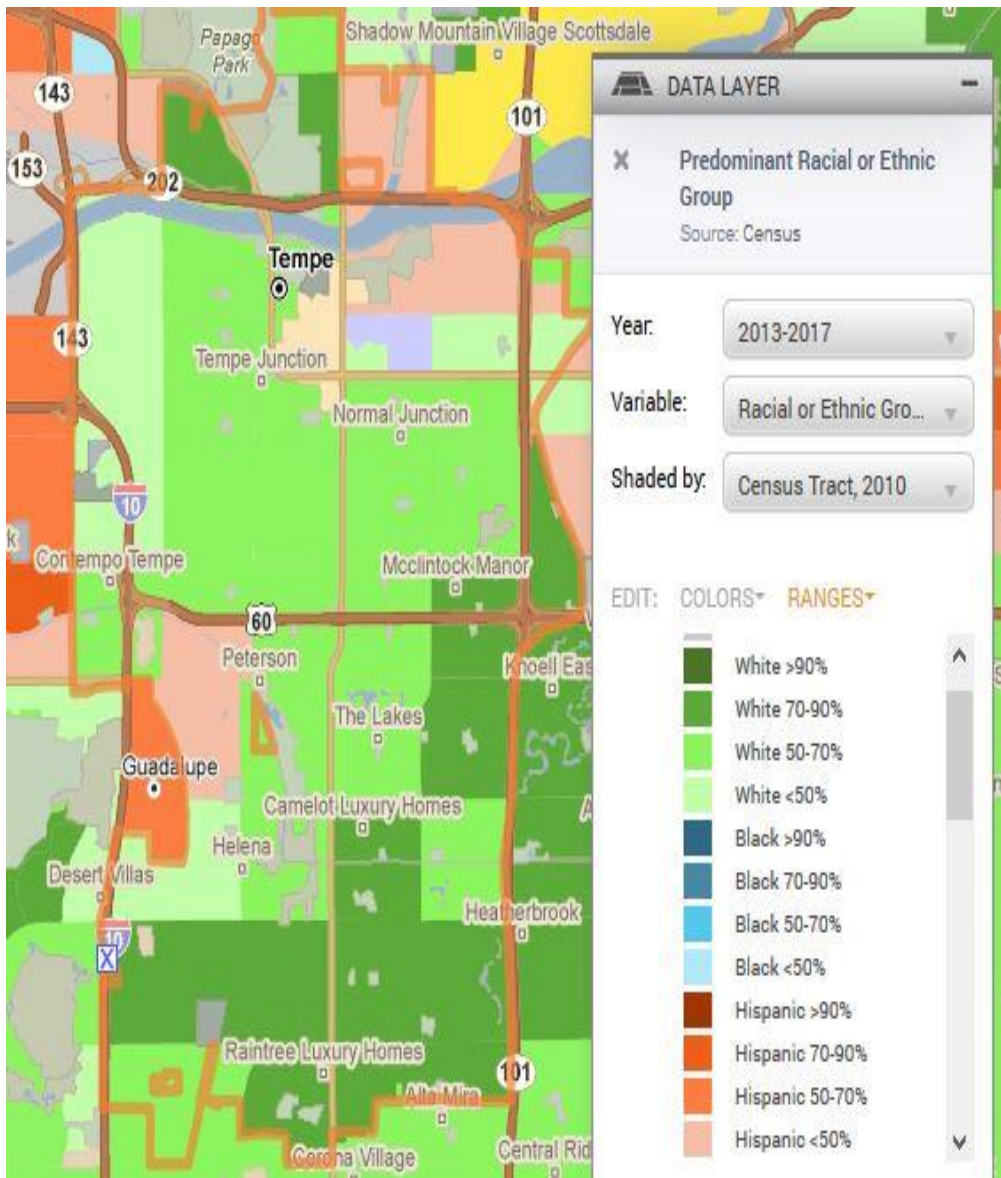 Papago
Park
Shadow Mountain Village Scottsdale
143
101
153
202
Tempe
143
Tempe Junction
Normal Junction
10
Contempo Tempe
Mcclintock Manor
60
Peterson
Knoell Eas
The Lakes
Guadalupe
Camelot Luxury Homes
Helena
Desert Villas
Heatherbrook
10
X
Raintree Luxury Homes
101
Alta Mira
Corona Village
Central Rid
DATA LAYER
Predominant Racial or Ethnic
Group
Source: Census
Year: 2013-2017
Variable: Racial or Ethnic Gro...
Shaded by: Census Tract, 2010
EDIT: COLORS RANGES
White >90%
White 70-90%
White 50-70%
White <50%
Black >90%
Black 70-90%
Black 50-70%
Black <50%
Hispanic >90%
Hispanic 70-90%
Hispanic 50-70%
Hispanic <50%